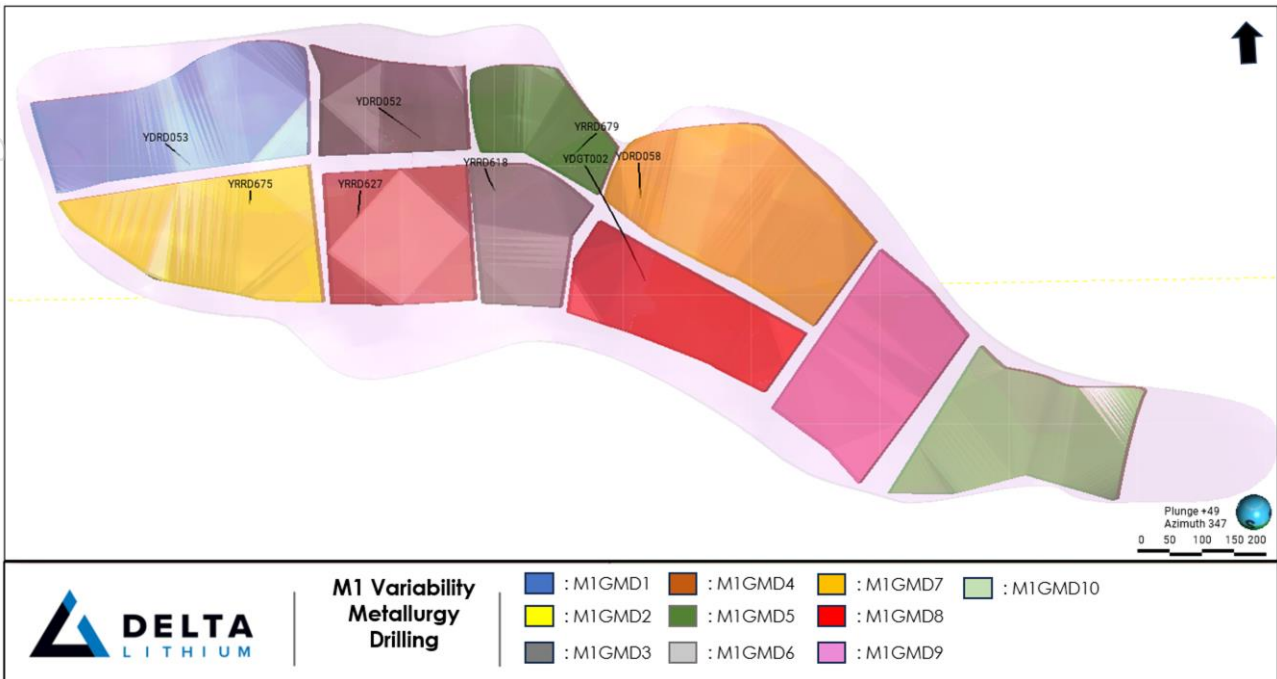 YDRD052
YDRD053
YRRD679
YRRD618
YDGT002
YDRD058
YRRD675
YRRD627
Plunge +49
Azimuth 347
0 50 100 150 200
S
DELTA
LITHIUM
M1 Variability
Metallurgy
Drilling
: M1GMD1
: M1GMD2
: M1GMD3
: M1GMD4
: M1GMD5
: M1GMD6
: M1GMD7
: M1GMD8
: M1GMD9
: M1GMD10